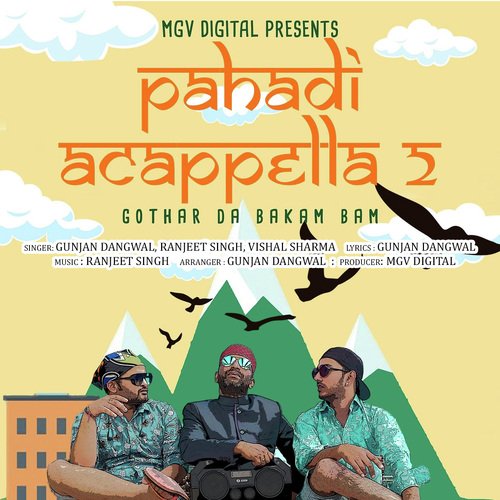 MGV DIGITAL PRESENTS
pahadi
acappella 2
GOTHAR DA BAKAM BAM
SINGER: GUNJAN DANGWAL, RANJEET SINGH, VISHAL SHARMA LYRICS : GUNJAN DANGWAL
MUSIC : RANJEET SINGH ARRANGER : GUNJAN DANGWAL : PRODUCER: MGV DIGITAL